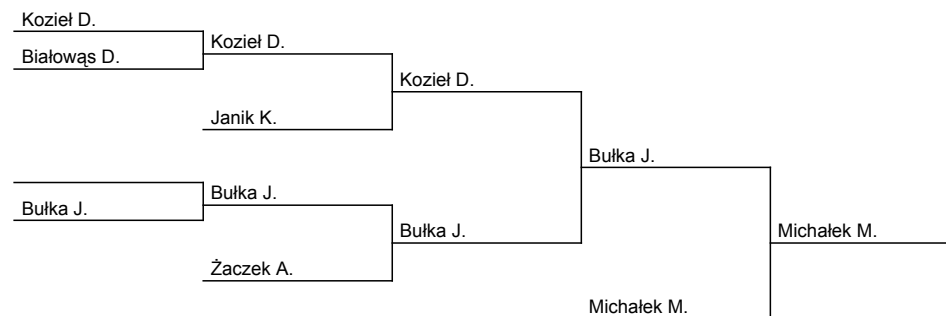 Kozieł D.
Białowąs D.
Kozieł D.
Kozieł D.
Janik K.
Bułka J.
Bułka J.
Bułka J.
Bułka J.
Michałek M.
Żaczek A.
Michałek M.